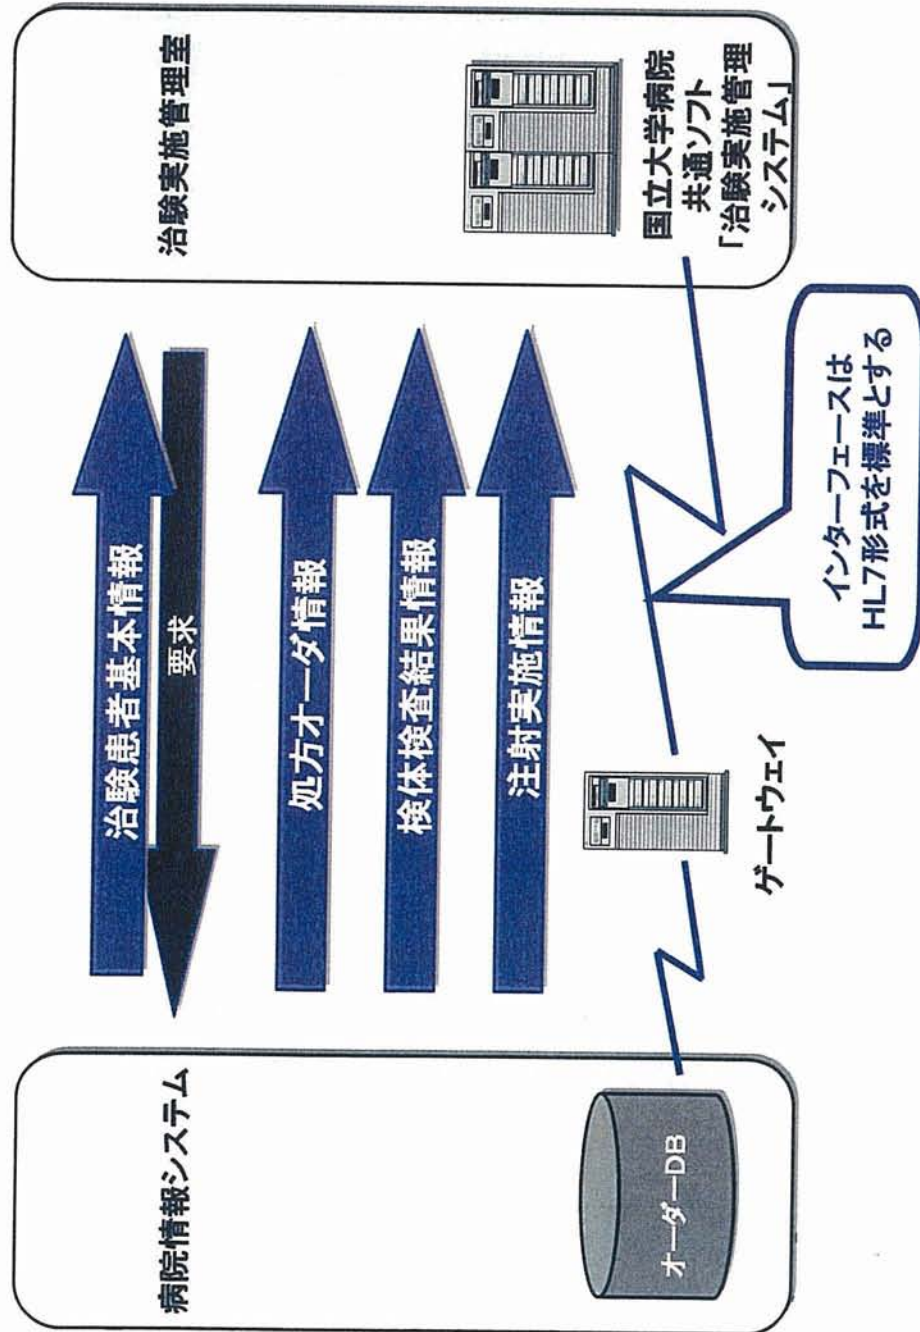 病院情報システム
オーダーDB
治験患者基本情報
要求
処方オーダ情報
検体検査結果情報
注射実施情報
ゲートウェイ
インターフェースは
HL7形式を標準とする
治験実施管理室
国立大学病院
共通ソフト
「治験実施管理
システム」